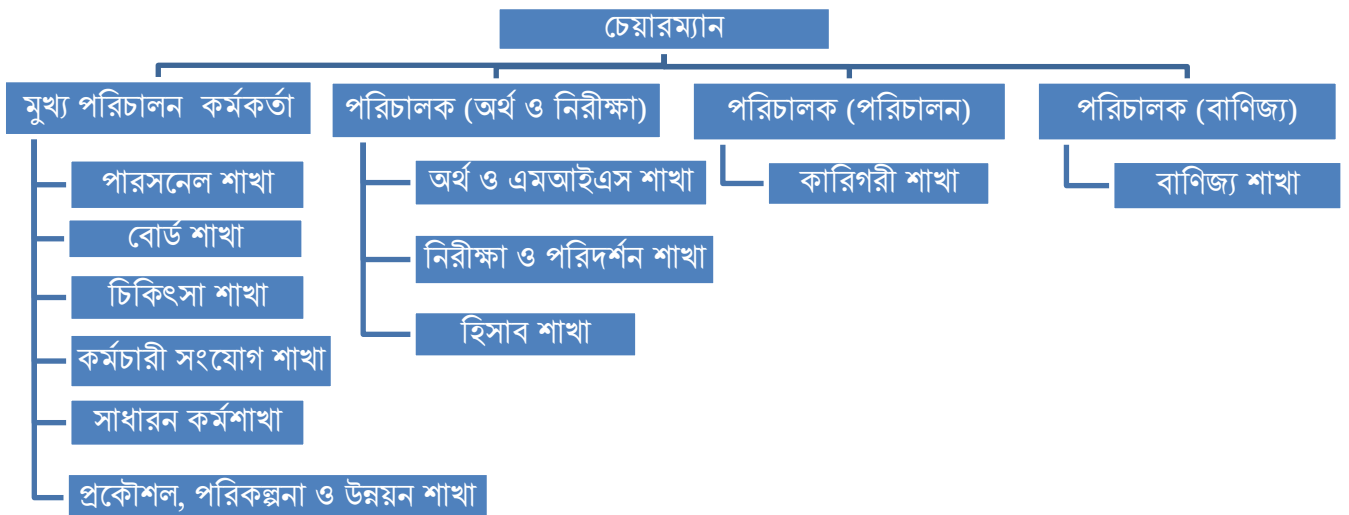 চেয়ারম্যান
মুখ্য পরিচালন কর্মকর্তা
পরিচালক (অর্থ ও নিরীক্ষা)
পরিচালক (পরিচালন)
পরিচালক (বাণিজ্য)
পারসনেল শাখা
বোর্ড শাখা
চিকিৎসা শাখা
কর্মচারী সংযোগ শাখা
সাধারন কর্মশাখা
প্রকৌশল, পরিকল্পনা ও উন্নয়ন শাখা
অর্থ ও এমআইএস শাখা
নিরীক্ষা ও পরিদর্শন শাখা
হিসাব শাখা
কারিগরী শাখা
বাণিজ্য শাখা